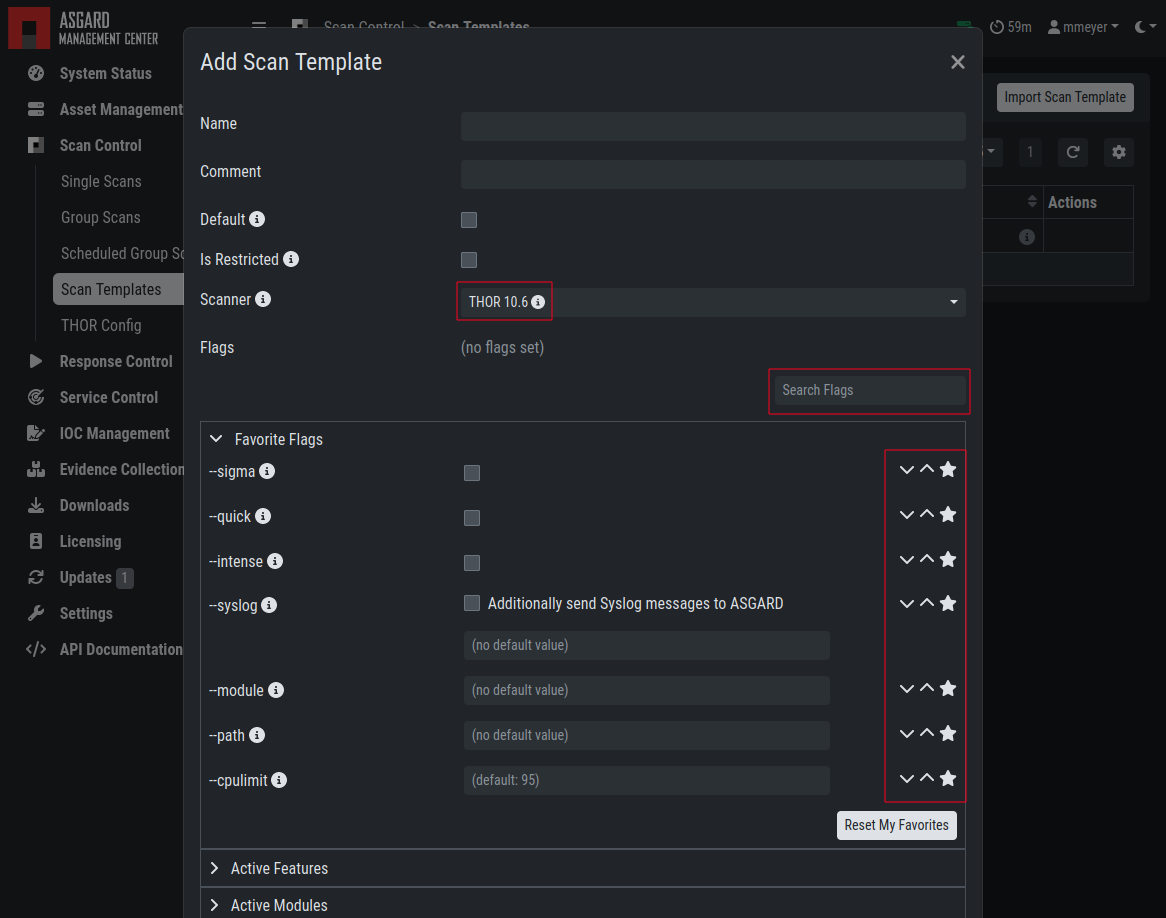 ASGARD
MANAGEMENT CENTER
Scan Control > Scan Templates
59m
mmeyer
System Status
Asset Management
Scan Control
Single Scans
Group Scans
Scheduled Group Sc
Scan Templates
THOR Config
Response Control
Service Control
IOC Management
Evidence Collection
Downloads
Licensing
Updates 1
Settings
API Documentation
Import Scan Template
1
Actions
Add Scan Template
Name
Comment
Default
Is Restricted
Scanner
THOR 10.6
Flags
(no flags set)
Search Flags
Favorite Flags
--sigma
--quick
--intense
--syslog
Additionally send Syslog messages to ASGARD
(no default value)
--module
(no default value)
--path
(no default value)
--cpulimit
(default: 95)
Reset My Favorites
Active Features
Active Modules